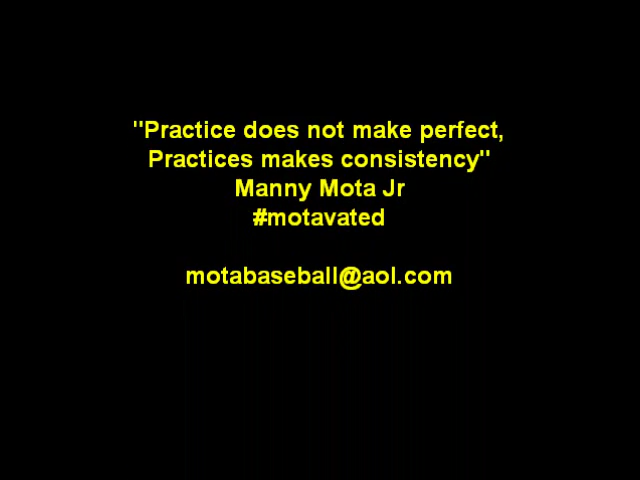 "Practice does not make perfect,
Practices makes consistency"
Manny Mota Jr
#motavated
motabaseball@aol.com